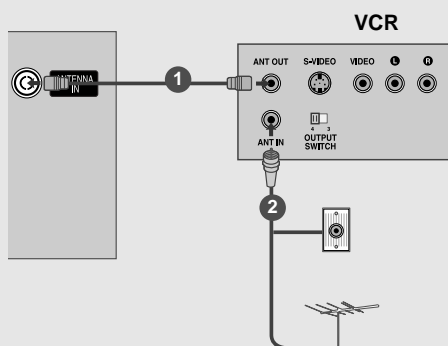 VCR
ANT OUT
S-VIDEO
VIDEO
L
R
ANTENNA
IN
1
ANT IN
4 3
OUTPUT
SWITCH
2